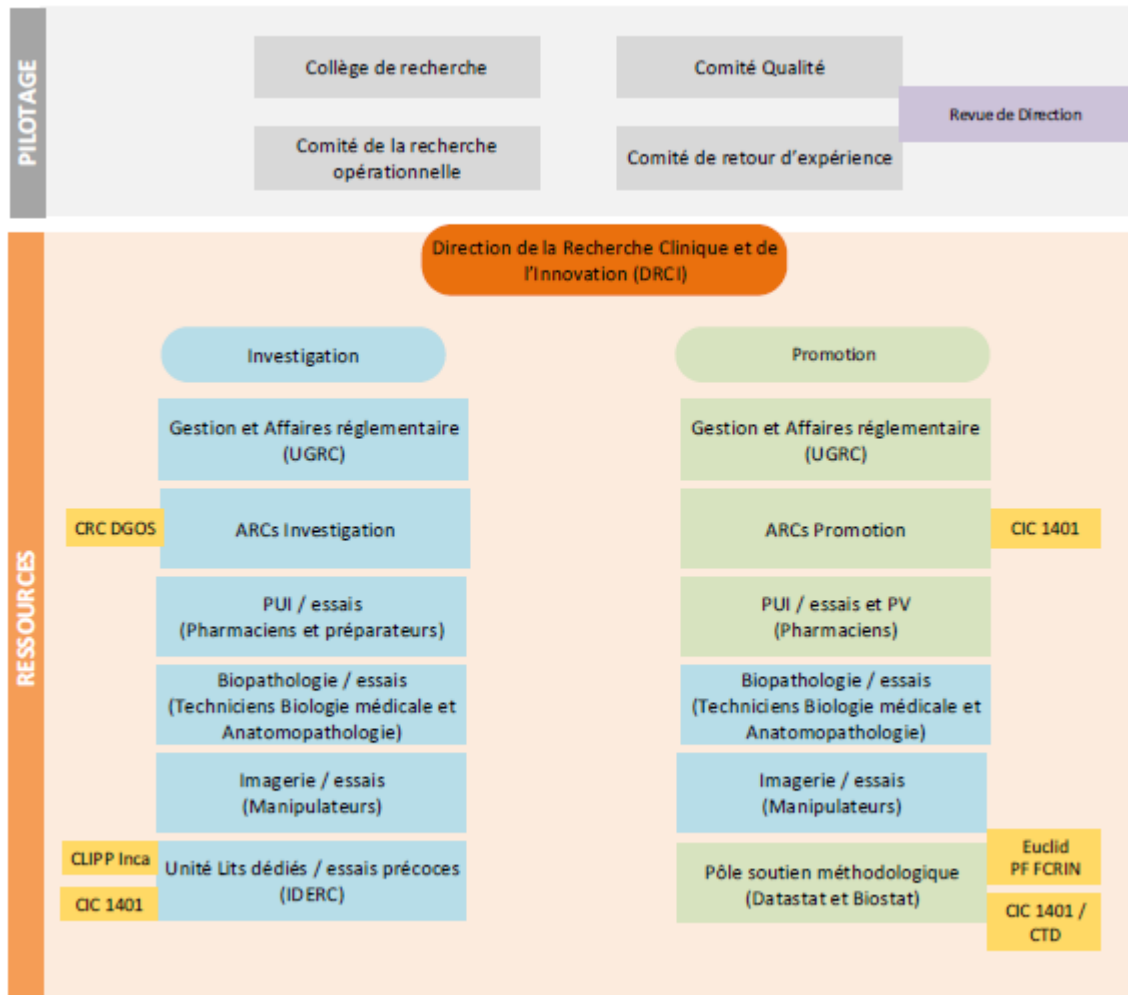 PILOTAGE
Collège de recherche
Comité Qualité
Revue de Direction
Comité de la recherche
opérationnelle
Comité de retour d’expérience
RESSOURCES
Direction de la Recherche Clinique et de
l’Innovation (DRCI)
Investigation
Promotion
Gestion et Affaires réglementaire
(UGRC)
Gestion et Affaires réglementaire
(UGRC)
CRC DGOS
ARCs Investigation
ARCs Promotion
CIC 1401
PUI / essais
(Pharmaciens et préparateurs)
PUI / essais et PV
(Pharmaciens)
Biopathologie / essais
(Techniciens Biologie médicale et
Anatomopathologie)
Biopathologie / essais
(Techniciens Biologie médicale et
Anatomopathologie)
Imagerie / essais
(Manipulateurs)
Imagerie / essais
(Manipulateurs)
CLIPP Inca
CIC 1401
Unité Lits dédiés / essais précoces
(IDERC)
Pôle soutien méthodologique
(Datastat et Biostat)
Euclid
PF FCRIN
CIC 1401 /
CTD